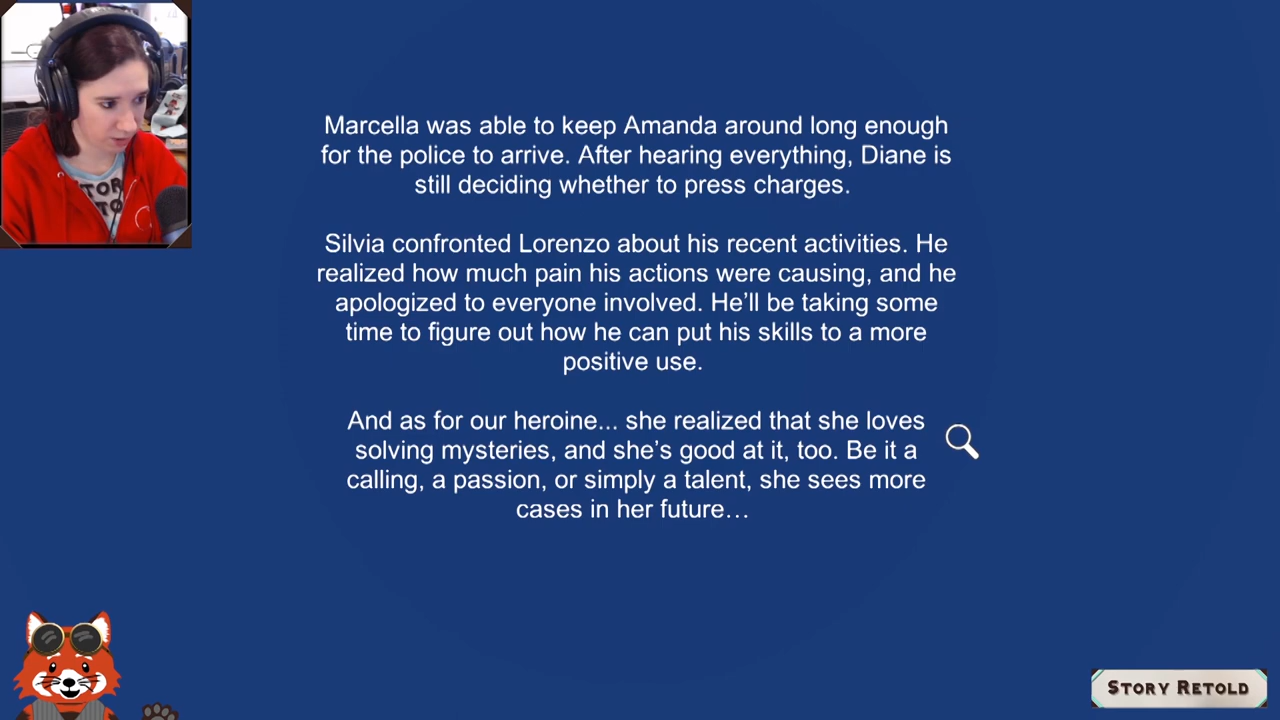 Marcella was able to keep Amanda around long enough
for the police to arrive. After hearing everything, Diane is
still deciding whether to press charges.
Silvia confronted Lorenzo about his recent activities. He
realized how much pain his actions were causing, and he
apologized to everyone involved. He’ll be taking some
time to figure out how he can put his skills to a more
positive use.
And as for our heroine... she realized that she loves
solving mysteries, and she’s good at it, too. Be it a
calling, a passion, or simply a talent, she sees more
cases in her future…
STORY RETOLD